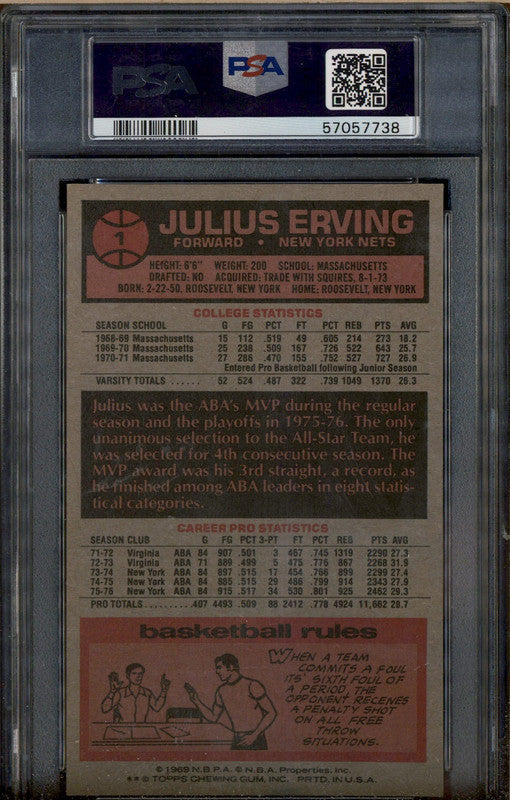 PSA PSA
57057738
1 JULIUS ERVING
FORWARD • NEW YORK NETS
HEIGHT: 6'6" WEIGHT: 200 SCHOOL: MASSACHUSETTS
DRAFTED: NO ACQUIRED: TRADE WITH SQUIRES, 8-1-73
BORN: 2-22-50, ROOSEVELT, NEW YORK HOME: ROOSEVELT, NEW YORK
COLLEGE STATISTICS
SEASON SCHOOL G FG PCT FT PCT REB PTS AVG
1968-69 Massachusetts 15 112 .519 49 .605 214 273 18.2
1969-70 Massachusetts 25 238 .509 167 .726 522 643 25.7
1970-71 Massachusetts 27 286 .470 155 .752 527 727 26.9
Entered Pro Basketball following Junior Season
VARSITY TOTALS ...... 52 524 .487 322 .739 1049 1370 26.3
Julius was the ABA's MVP during the regular
season and the playoffs in 1975-76. The only
unanimous selection to the All-Star Team, he
was selected for 4th consecutive season. The
MVP award was his 3rd straight, a record, as
he finished among ABA leaders in eight statis-
tical categories.
CAREER PRO STATISTICS
SEASON CLUB G FG PCT 3-PT FT PCT REB PTS AVG
71-72 Virginia ABA 84 907 .501 3 467 .745 1319 2290 27.3
72-73 Virginia ABA 71 889 .499 5 475 .776 867 2268 31.9
73-74 New York ABA 84 897 .515 17 454 .766 899 2299 27.4
74-75 New York ABA 84 885 .515 29 486 .799 914 2343 27.9
75-76 New York ABA 84 915 .517 34 530 .801 925 2462 29.3
PRO TOTALS ......... 407 4493 .509 88 2412 .778 4924 11,662 28.7
basketball rules
WHEN A TEAM
COMMITS A FOUL
ITS' SIXTH FOUL OF
A PERIOD, THE
OPPONENT RECEIVES
A PENALTY SHOT
ON ALL FREE
THROW
SITUATIONS.
© 1969 N.B.P.A. © N.B.A. Properties, Inc.
** © TOPPS CHEWING GUM, INC. PRTD. IN U.S.A.